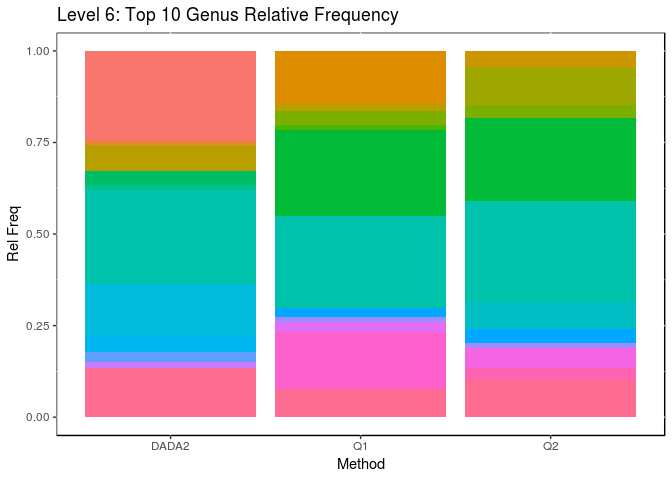 Level 6: Top 10 Genus Relative Frequency
1.00
0.75
0.50
0.25
0.00
Rel Freq
DADA2 Q1 Q2
Method